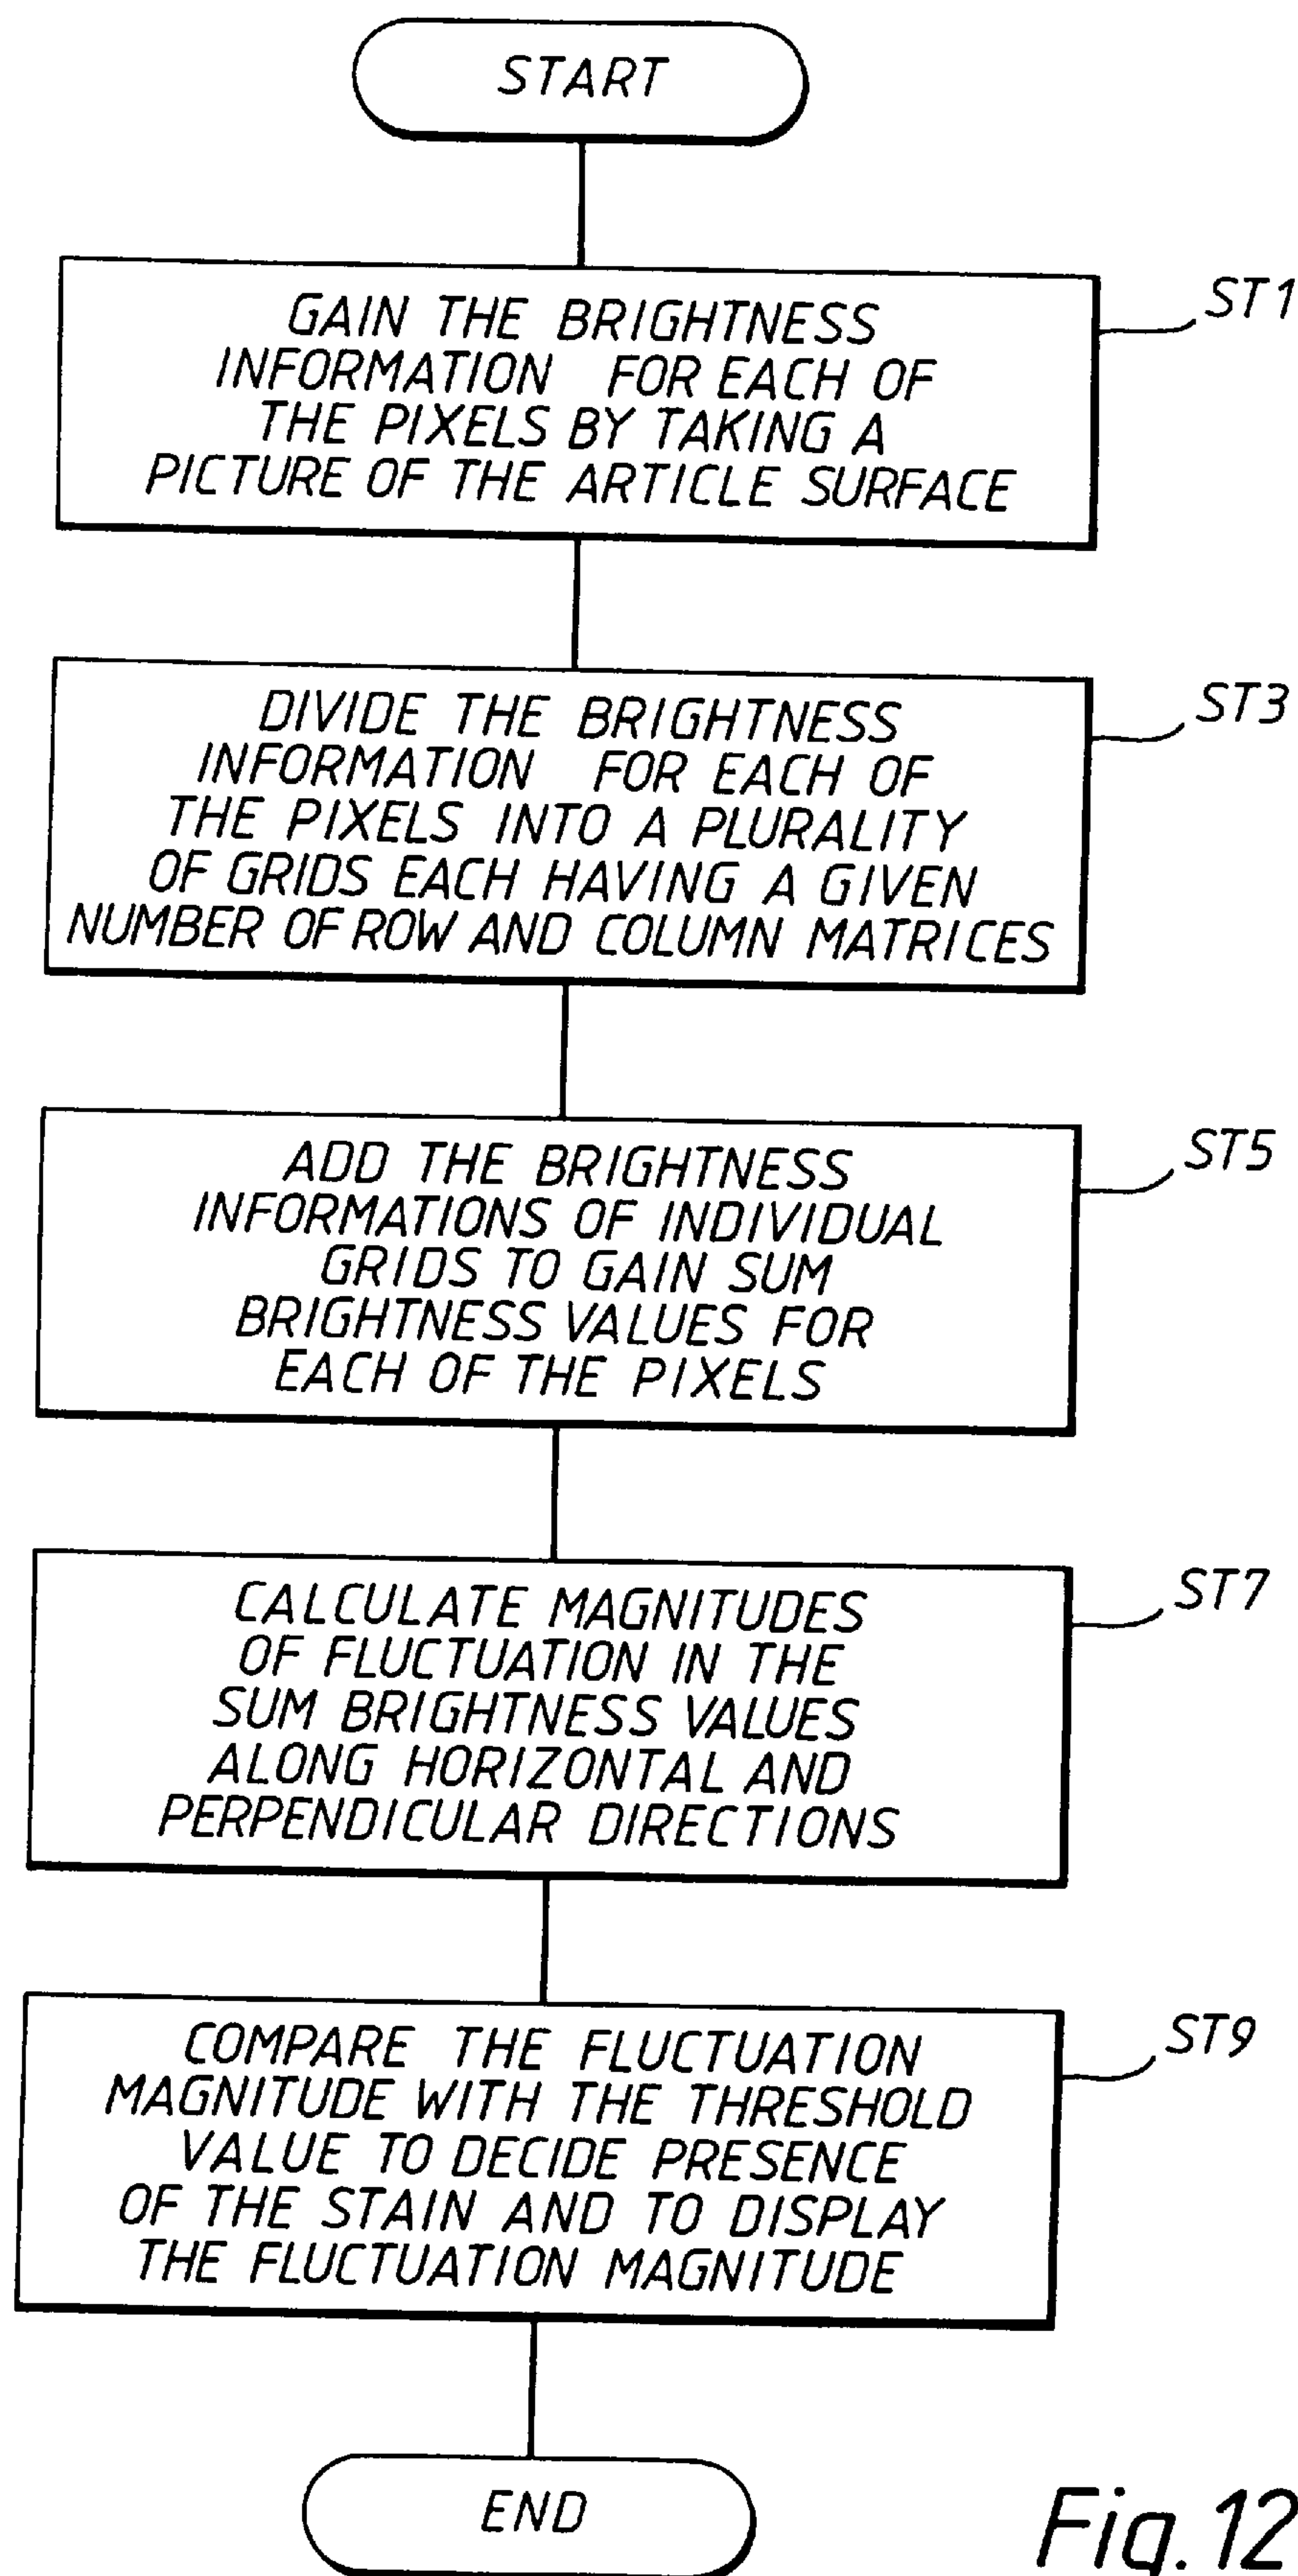 START
GAIN THE BRIGHTNESS
INFORMATION FOR EACH OF
THE PIXELS BY TAKING A
PICTURE OF THE ARTICLE SURFACE
ST1
DIVIDE THE BRIGHTNESS
INFORMATION FOR EACH OF
THE PIXELS INTO A PLURALITY
OF GRIDS EACH HAVING A GIVEN
NUMBER OF ROW AND COLUMN MATRICES
ST3
ADD THE BRIGHTNESS
INFORMATIONS OF INDIVIDUAL
GRIDS TO GAIN SUM
BRIGHTNESS VALUES FOR
EACH OF THE PIXELS
ST5
CALCULATE MAGNITUDES
OF FLUCTUATION IN THE
SUM BRIGHTNESS VALUES
ALONG HORIZONTAL AND
PERPENDICULAR DIRECTIONS
ST7
COMPARE THE FLUCTUATION
MAGNITUDE WITH THE THRESHOLD
VALUE TO DECIDE PRESENCE
OF THE STAIN AND TO DISPLAY
THE FLUCTUATION MAGNITUDE
ST9
END
Fig.12